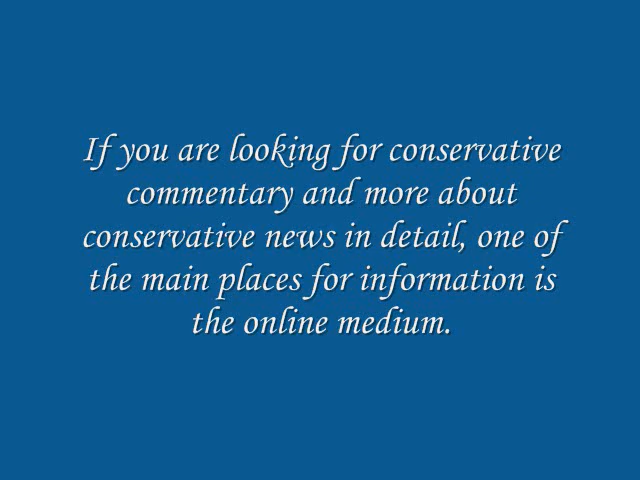 If you are looking for conservative
commentary and more about
conservative news in detail, one of
the main places for information is
the online medium.